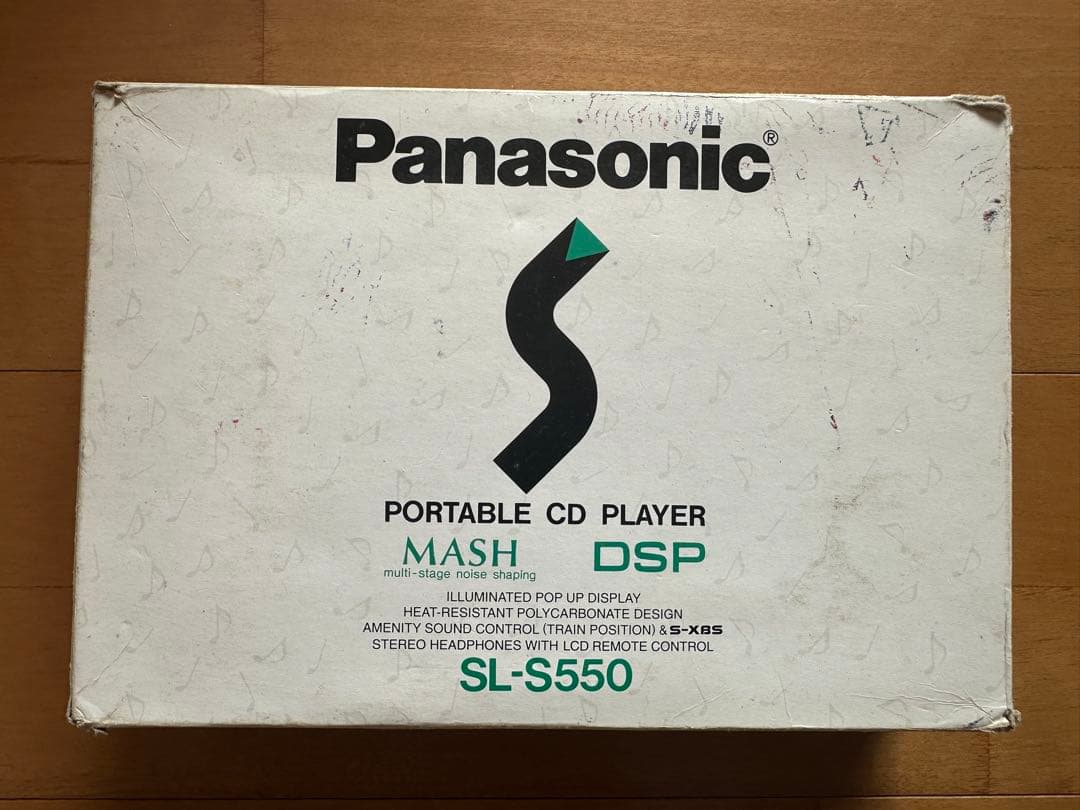 Panasonic®
PORTABLE CD PLAYER
MASH DSP
multi-stage noise shaping
ILLUMINATED POP UP DISPLAY
HEAT-RESISTANT POLYCARBONATE DESIGN
AMENITY SOUND CONTROL (TRAIN POSITION) & S-XBS
STEREO HEADPHONES WITH LCD REMOTE CONTROL
SL-S550